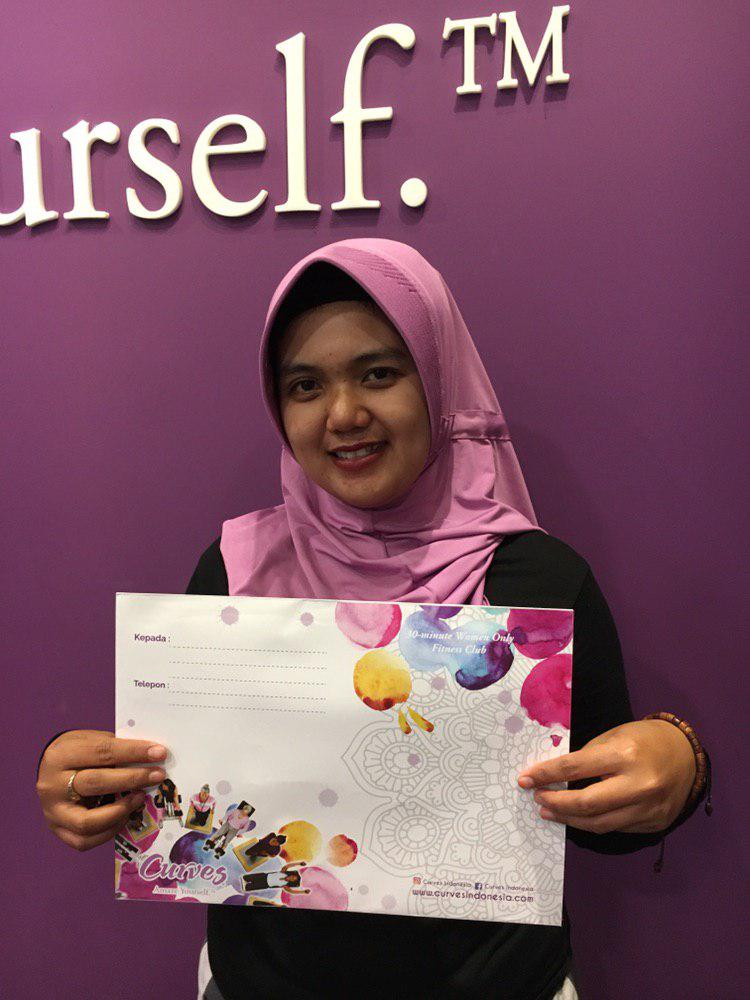 urself.™
Kepada :
Telepon :
30-minute Women Only
Fitness Club
Curves
Amaze Yourself.™
Curves Indonesia Curves Indonesia
www.curvesindonesia.com